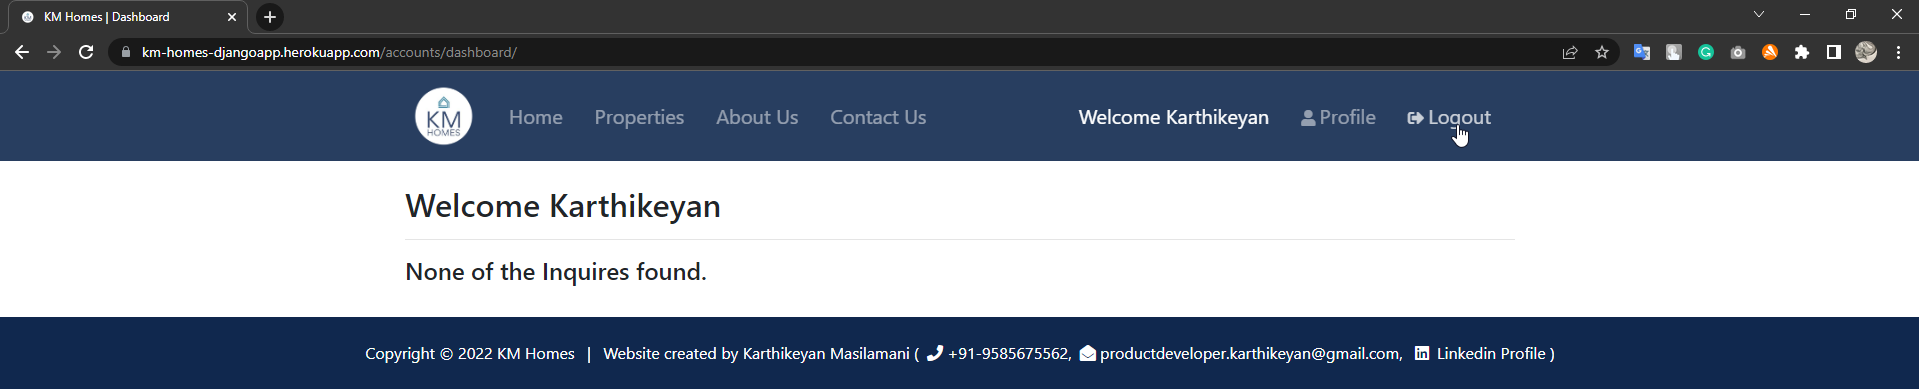 KM Homes | Dashboard
km-homes-djangoapp.herokuapp.com/accounts/dashboard/
KM
HOMES
Home Properties About Us Contact Us Welcome Karthikeyan Profile Logout
Welcome Karthikeyan
None of the Inquires found.
Copyright © 2022 KM Homes | Website created by Karthikeyan Masilamani ( +91-9585675562, productdeveloper.karthikeyan@gmail.com, Linkedin Profile )